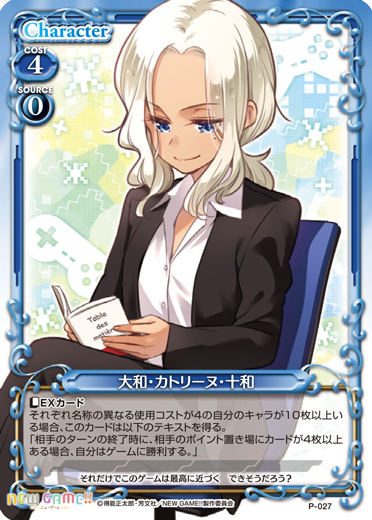 Character
COST
4
SOURCE
0
Table
des
matières
大和・カトリーヌ・十和
EXカード
それぞれ名称の異なる使用コストが4の自分のキャラが10枚以上い
る場合、このカードは以下のテキストを得る。
「相手のターンの終了時に、相手のポイント置き場にカードが4枚以上
ある場合、自分はゲームに勝利する。」
それだけでこのゲームは最高に近づく できそうだろう?
NEW GAME!!
©得能正太郎・芳文社/NEW GAME!!製作委員会
P-027